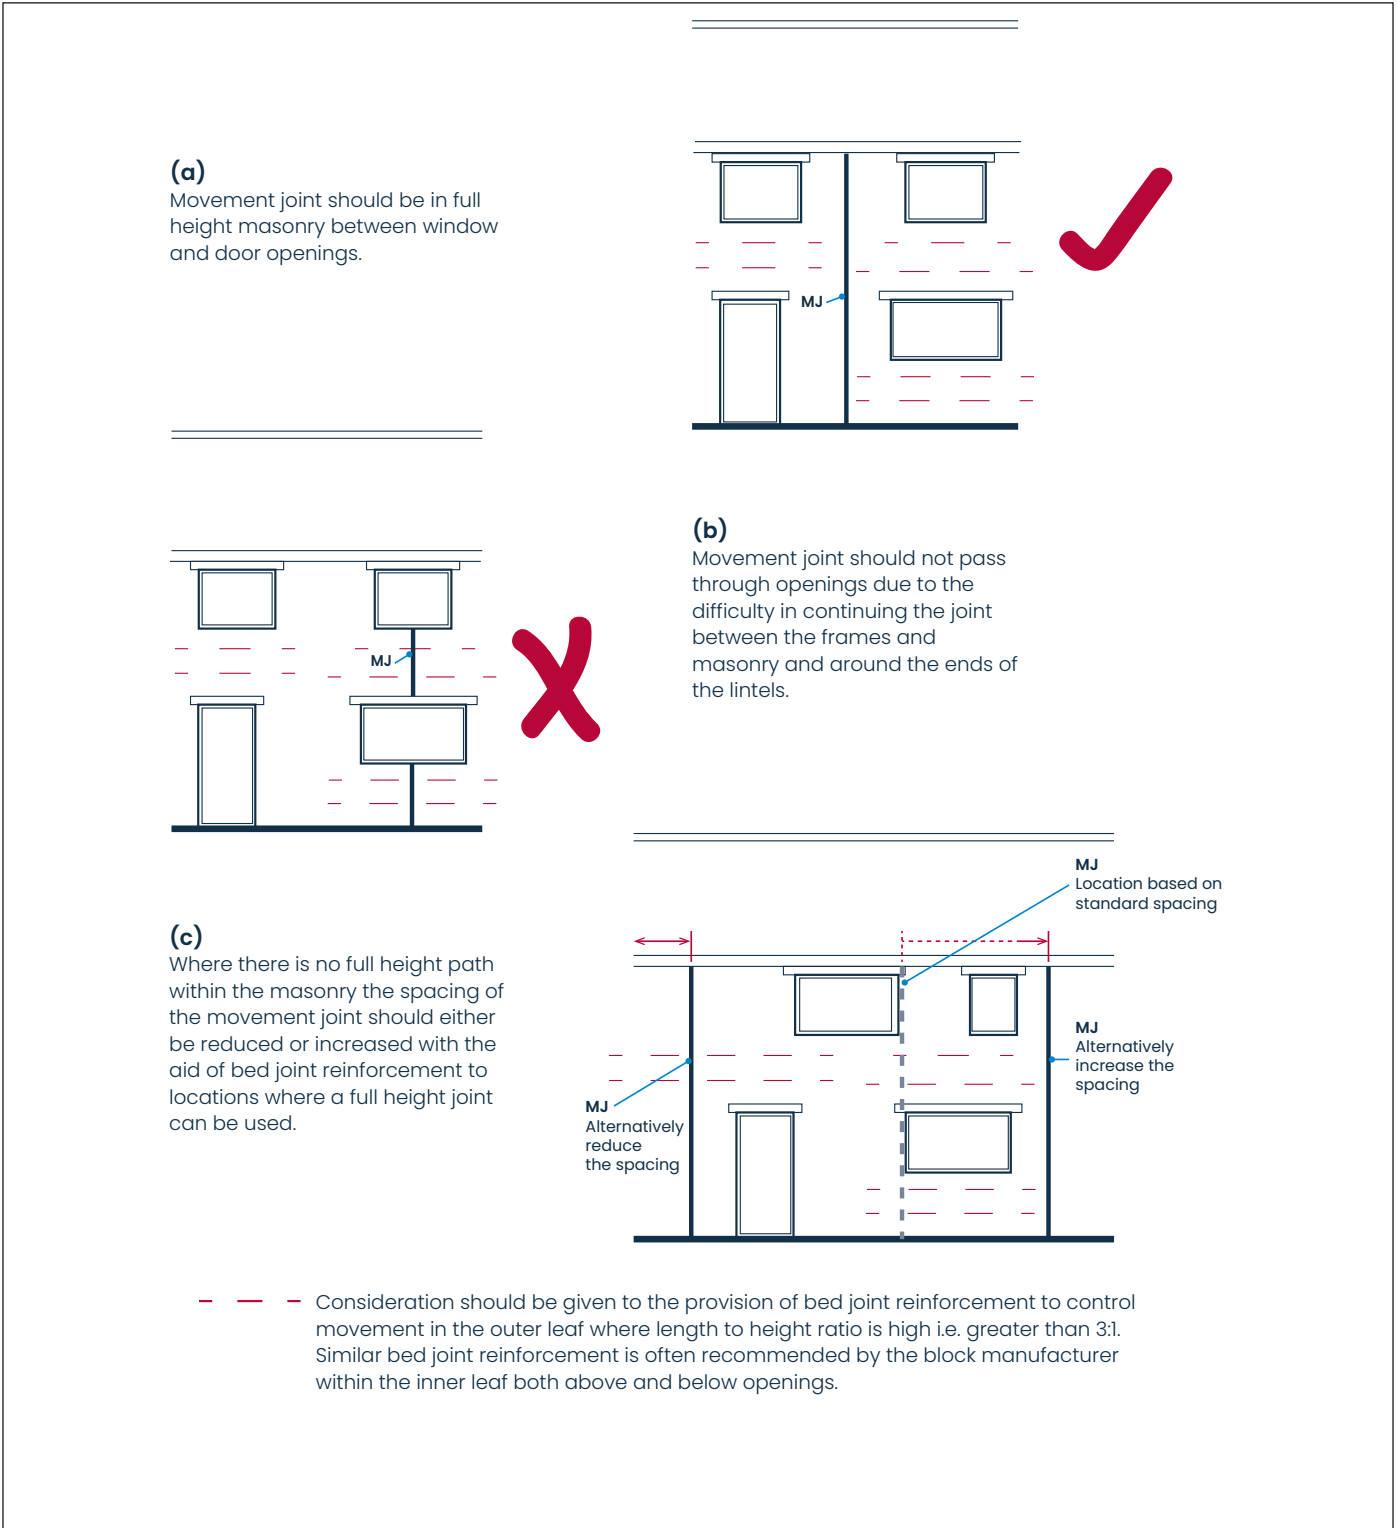 (a)
Movement joint should be in full
height masonry between window
and door openings.
MJ
(b)
Movement joint should not pass
through openings due to the
difficulty in continuing the joint
between the frames and
masonry and around the ends of
the lintels.
MJ
(c)
Where there is no full height path
within the masonry the spacing of
the movement joint should either
be reduced or increased with the
aid of bed joint reinforcement to
locations where a full height joint
can be used.
MJ
Location based on
standard spacing
MJ
Alternatively
increase the
spacing
MJ
Alternatively
reduce
the spacing
Consideration should be given to the provision of bed joint reinforcement to control
movement in the outer leaf where length to height ratio is high i.e. greater than 3:1.
Similar bed joint reinforcement is often recommended by the block manufacturer
within the inner leaf both above and below openings.